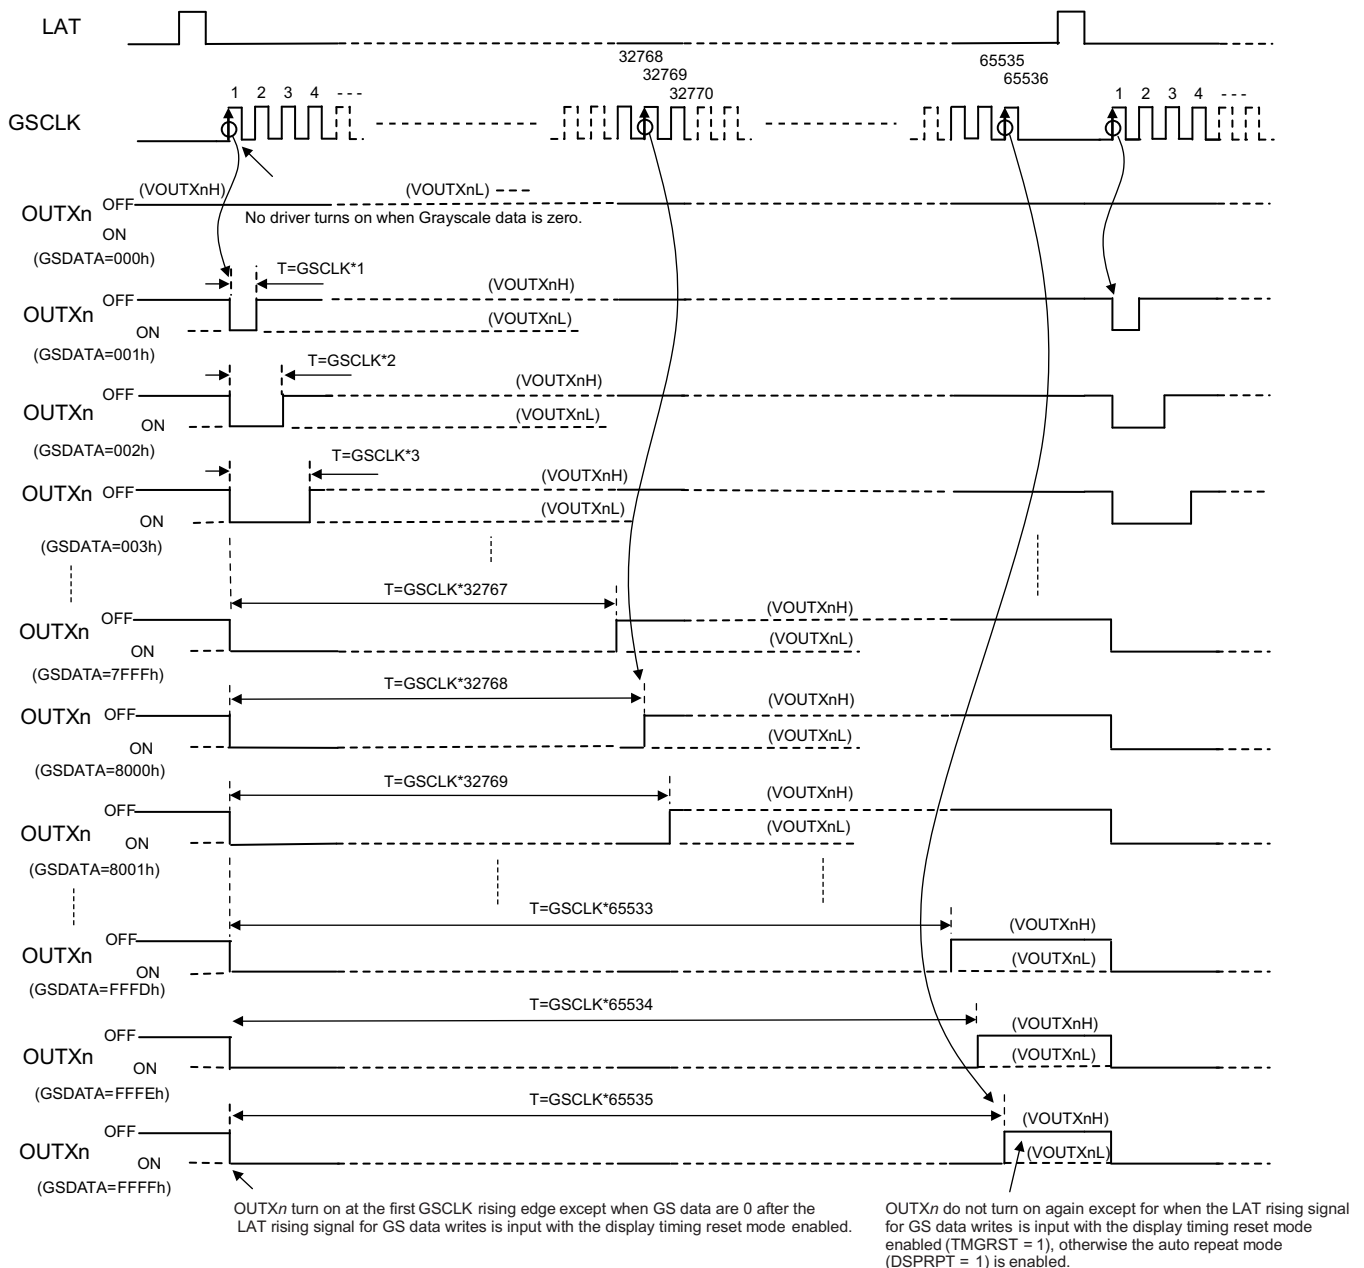 LAT
32768
32769
32770
65535
65536
GSCLK
1 2 3 4
1 2 3 4
(VOUTXnH)
(VOUTXnL)
OUTXn
OFF
ON
No driver turns on when Grayscale data is zero.
(GSDATA=000h)
T=GSCLK*1
OUTXn
OFF
ON
(VOUTXnH)
(VOUTXnL)
(GSDATA=001h)
T=GSCLK*2
OUTXn
OFF
ON
(VOUTXnH)
(VOUTXnL)
(GSDATA=002h)
T=GSCLK*3
OUTXn
OFF
ON
(VOUTXnH)
(VOUTXnL)
(GSDATA=003h)
T=GSCLK*32767
OUTXn
OFF
ON
(VOUTXnH)
(VOUTXnL)
(GSDATA=7FFFh)
T=GSCLK*32768
OUTXn
OFF
ON
(VOUTXnH)
(VOUTXnL)
(GSDATA=8000h)
T=GSCLK*32769
OUTXn
OFF
ON
(VOUTXnH)
(VOUTXnL)
(GSDATA=8001h)
T=GSCLK*65533
OUTXn
OFF
ON
(VOUTXnH)
(VOUTXnL)
(GSDATA=FFFDh)
T=GSCLK*65534
OUTXn
OFF
ON
(VOUTXnH)
(VOUTXnL)
(GSDATA=FFFEh)
T=GSCLK*65535
OUTXn
OFF
ON
(VOUTXnH)
(VOUTXnL)
(GSDATA=FFFFh)
OUTXn turn on at the first GSCLK rising edge except when GS data are 0 after the
LAT rising signal for GS data writes is input with the display timing reset mode enabled.
OUTXn do not turn on again except for when the LAT rising signal
for GS data writes is input with the display timing reset mode
enabled (TMGRST = 1), otherwise the auto repeat mode
(DSPRPT = 1) is enabled.